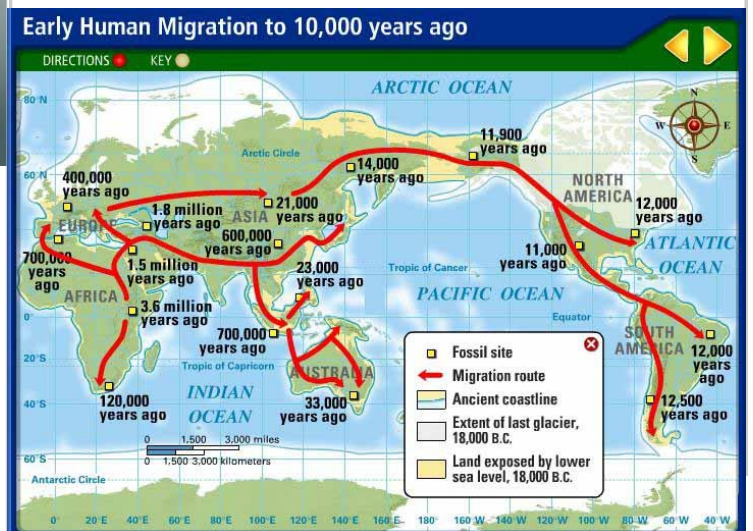 Early Human Migration to 10,000 years ago
DIRECTIONS
KEY
ARCTIC OCEAN
N
W
E
S
80°N
Arctic Circle
11,900
years ago
14,000
years ago
60°N
400,000
years ago
NORTH
AMERICA
1.8 million
years ago
ASIA
21,000
years ago
12,000
years ago
EUROPE
600,000
years ago
ATLANTIC
OCEAN
700,000
years
ago
1.5 million
years ago
23,000
years ago
Tropic of Cancer
11,000
years ago
AFRICA
PACIFIC OCEAN
3.6 million
years ago
0°
Equator
700,000
years ago
SOUTH
AMERICA
20°S
Tropic of Capricorn
AUSTRALIA
12,000
years
ago
120,000
years ago
INDIAN
OCEAN
33,000
years ago
40°S
12,500
years ago
0 1,500 3,000 miles
0 1,500 3,000 kilometers
Fossil site
Migration route
Ancient coastline
Extent of last glacier,
18,000 B.C.
Land exposed by lower
sea level, 18,000 B.C.
60°S
Antarctic Circle
0° 20°E 40°E 60°E 80°E 100°E 120°E 140°E 160°E 180° 160°W 140°W 120°W 100°W 80°W 60°W 40°W